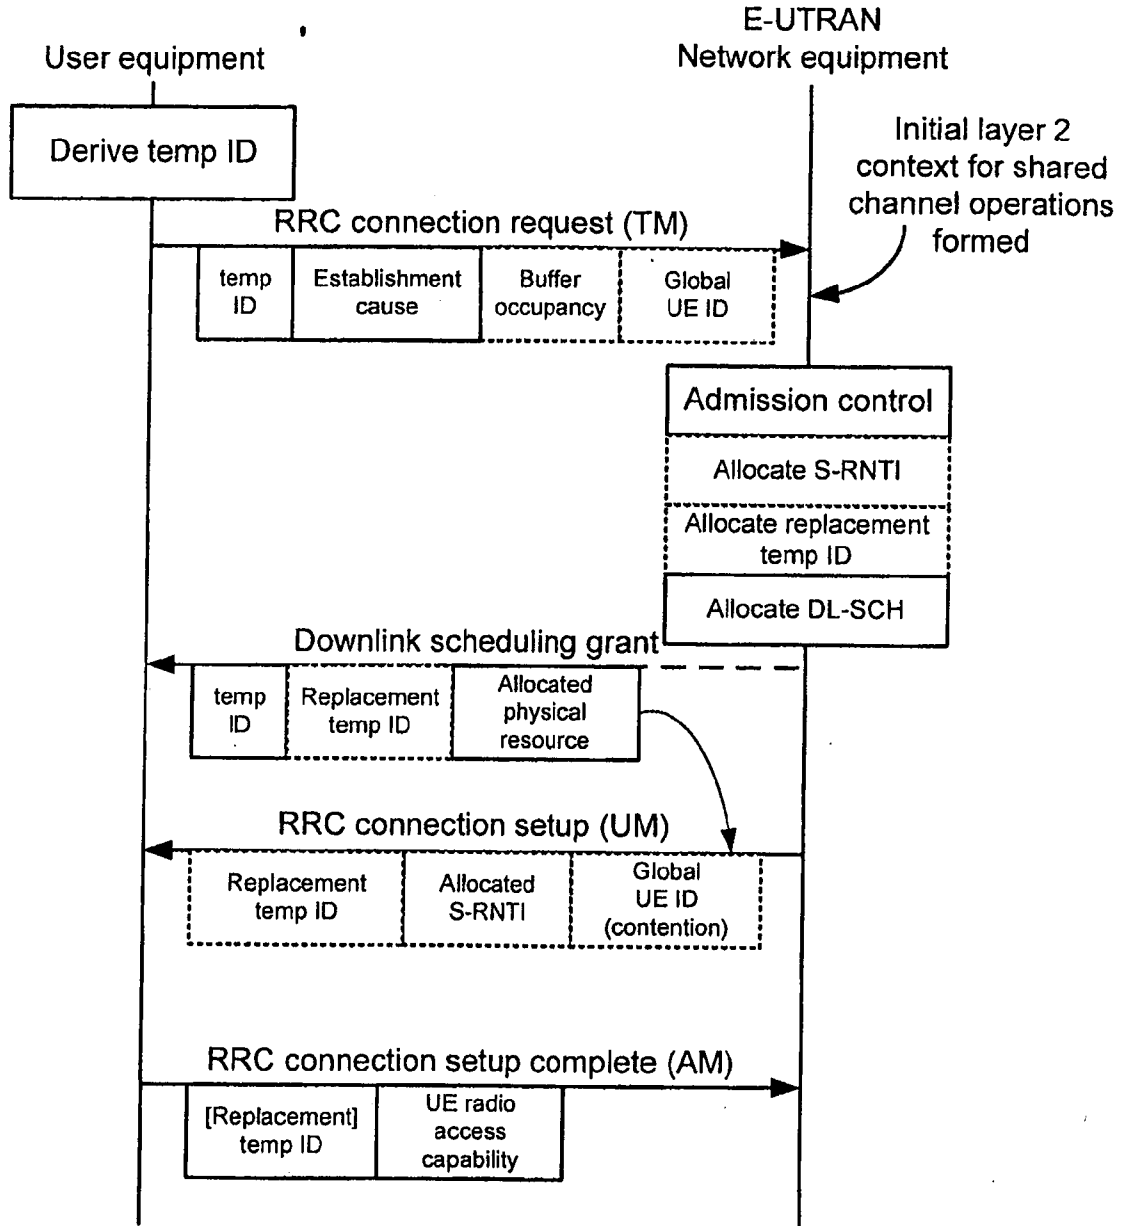 E-UTRAN
Network equipment
User equipment
Derive temp ID
Initial layer 2
context for shared
channel operations
formed
RRC connection request (TM)
temp
ID
Establishment
cause
Buffer
occupancy
Global
UE ID
Admission control
Allocate S-RNTI
Allocate replacement
temp ID
Allocate DL-SCH
Downlink scheduling grant
temp
ID
Replacement
temp ID
Allocated
physical
resource
RRC connection setup (UM)
Replacement
temp ID
Allocated
S-RNTI
Global
UE ID
(contention)
RRC connection setup complete (AM)
[Replacement]
temp ID
UE radio
access
capability